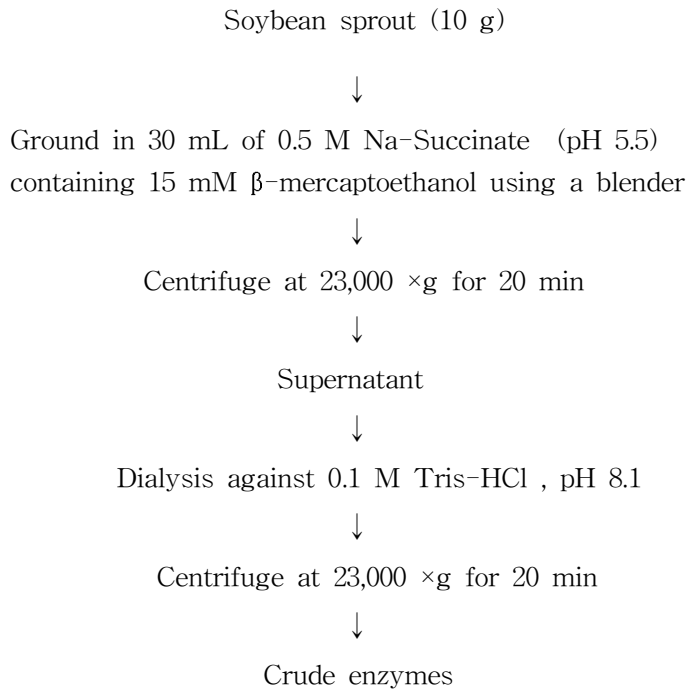 Soybean sprout (10 g)
↓
Ground in 30 mL of 0.5 M Na-Succinate (pH 5.5)
containing 15 mM β-mercaptoethanol using a blender
↓
Centrifuge at 23,000 ×g for 20 min
↓
Supernatant
↓
Dialysis against 0.1 M Tris-HCl , pH 8.1
↓
Centrifuge at 23,000 ×g for 20 min
↓
Crude enzymes